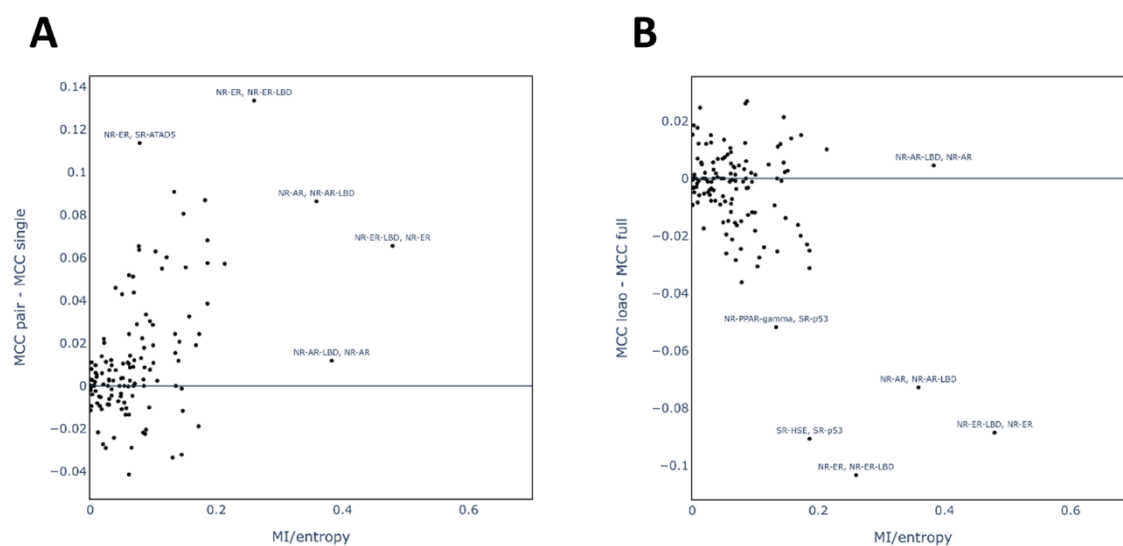 A
B
0.14
0.12
0.1
0.08
0.06
0.04
0.02
0
−0.02
−0.04
MCC pair - MCC single
NR-ER, NR-ER-LBD
NR-ER, SR-ATAD5
NR-AR, NR-AR-LBD
NR-ER-LBD, NR-ER
NR-AR-LBD, NR-AR
0
0.2
0.4
0.6
MI/entropy
0.02
0
−0.02
−0.04
−0.06
−0.08
−0.1
MCC loao - MCC full
NR-AR-LBD, NR-AR
NR-PPAR-gamma, SR-p53
NR-AR, NR-AR-LBD
SR-HSE, SR-p53
NR-ER-LBD, NR-ER
NR-ER, NR-ER-LBD
0
0.2
0.4
0.6
MI/entropy